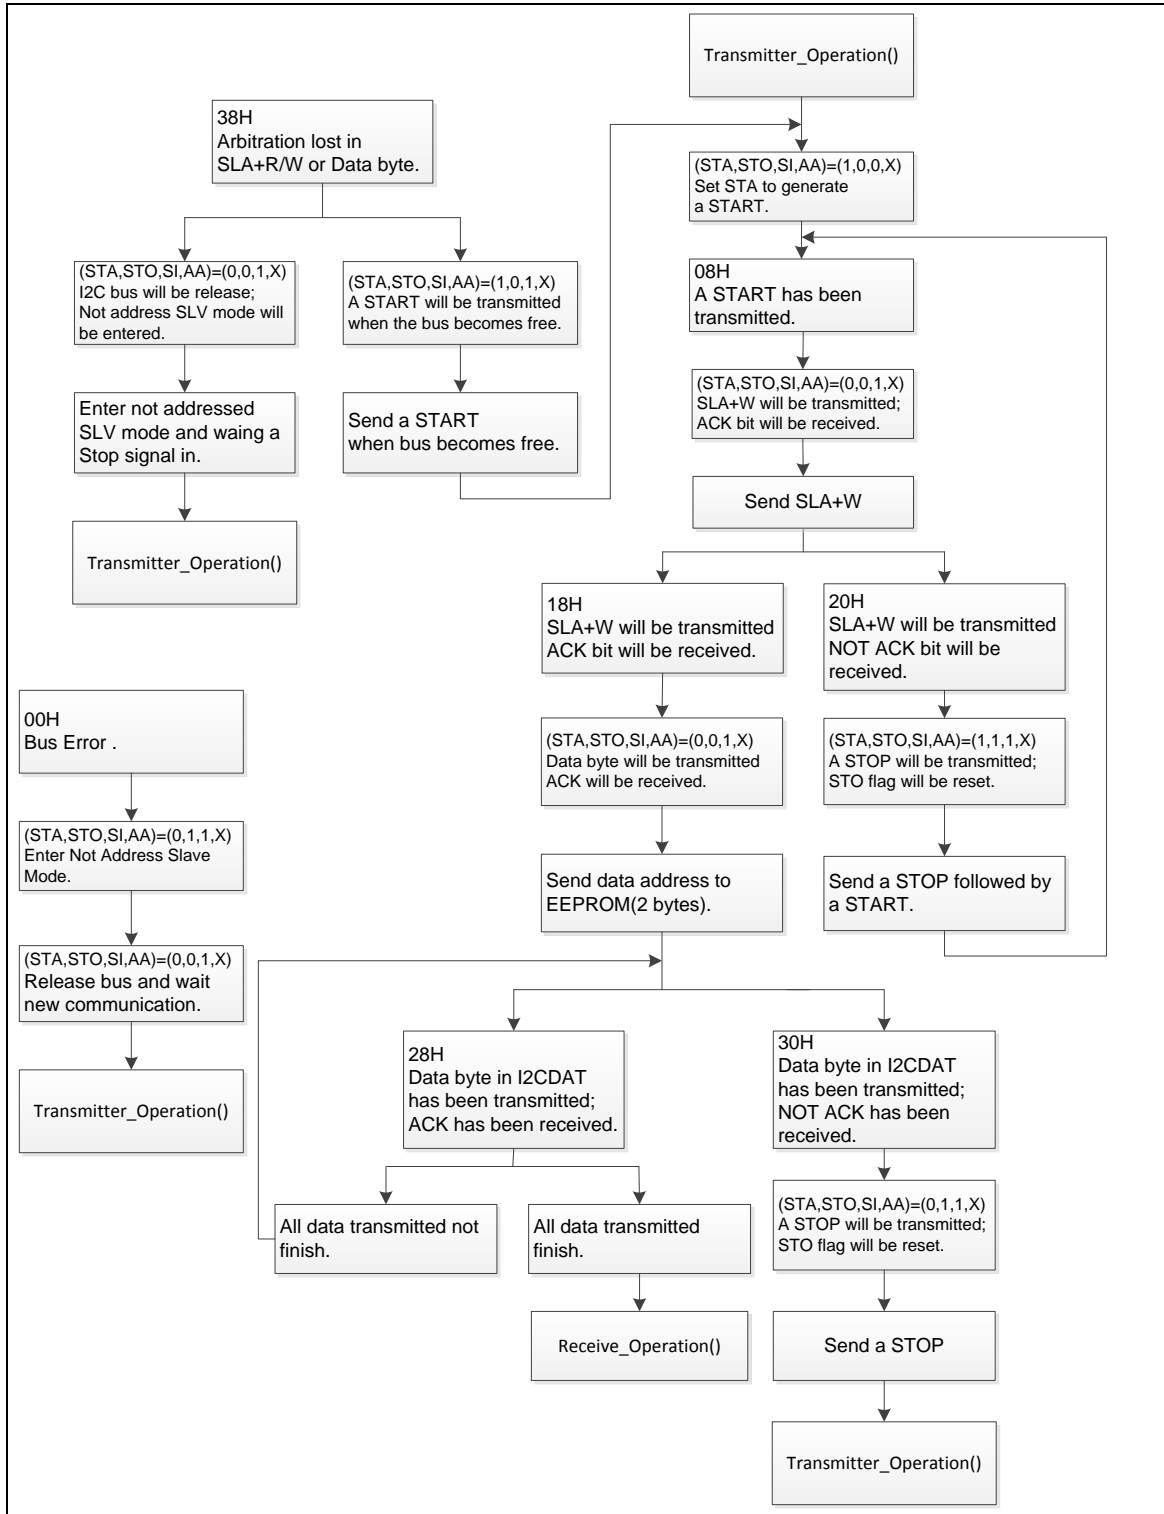 Transmitter_Operation()
38H
Arbitration lost in
SLA+R/W or Data byte.
(STA,STO,SI,AA)=(1,0,0,X)
Set STA to generate
a START.
(STA,STO,SI,AA)=(0,0,1,X)
I2C bus will be release;
Not address SLV mode will
be entered.
(STA,STO,SI,AA)=(1,0,1,X)
A START will be transmitted
when the bus becomes free.
08H
A START has been
transmitted.
Enter not addressed
SLV mode and waing a
Stop signal in.
Send a START
when bus becomes free.
(STA,STO,SI,AA)=(0,0,1,X)
SLA+W will be transmitted;
ACK bit will be received.
Send SLA+W
Transmitter_Operation()
18H
SLA+W will be transmitted
ACK bit will be received.
20H
SLA+W will be transmitted
NOT ACK bit will be
received.
00H
Bus Error .
(STA,STO,SI,AA)=(0,0,1,X)
Data byte will be transmitted
ACK will be received.
(STA,STO,SI,AA)=(1,1,1,X)
A STOP will be transmitted;
STO flag will be reset.
(STA,STO,SI,AA)=(0,1,1,X)
Enter Not Address Slave
Mode.
Send data address to
EEPROM(2 bytes).
Send a STOP followed by
a START.
(STA,STO,SI,AA)=(0,0,1,X)
Release bus and wait
new communication.
Transmitter_Operation()
28H
Data byte in I2CDAT
has been transmitted;
ACK has been received.
30H
Data byte in I2CDAT
has been transmitted;
NOT ACK has been
received.
All data transmitted not
finish.
All data transmitted
finish.
(STA,STO,SI,AA)=(0,1,1,X)
A STOP will be transmitted;
STO flag will be reset.
Receive_Operation()
Send a STOP
Transmitter_Operation()